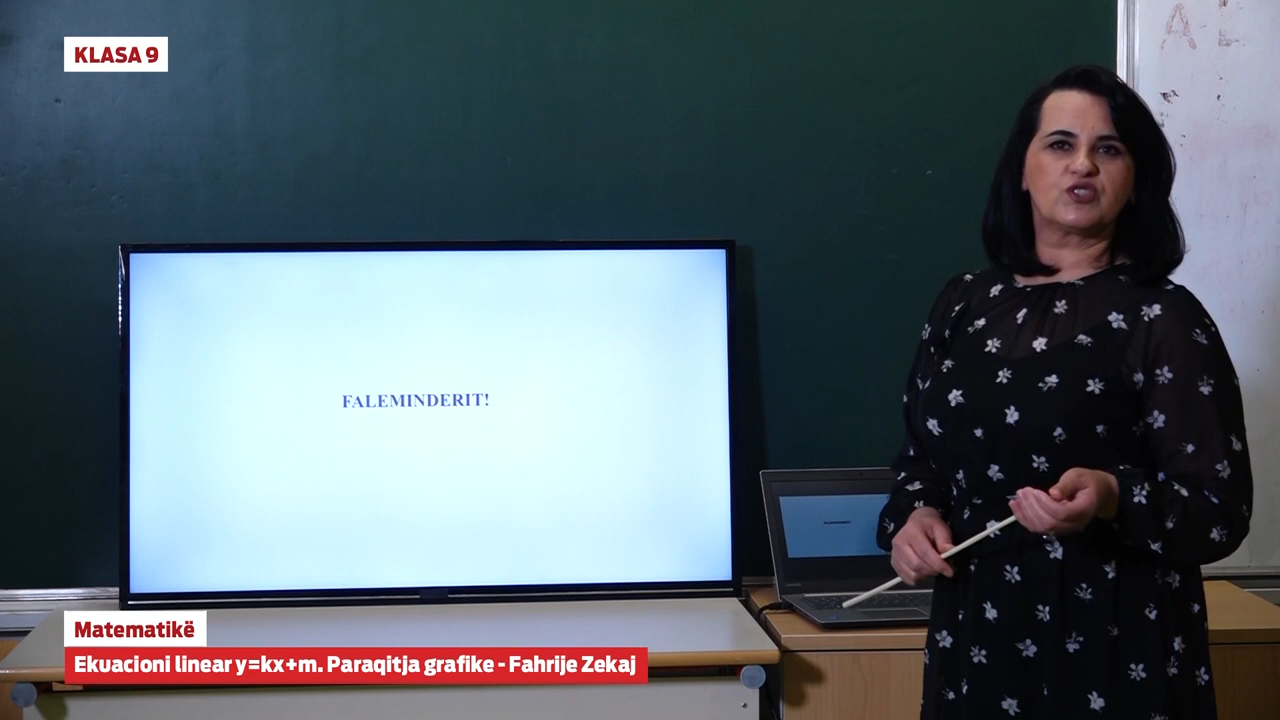 KLASA 9
FALEMINDERIT!
Matematikë
Ekuacioni linear y=kx+m. Paraqitja grafike - Fahrije Zekaj